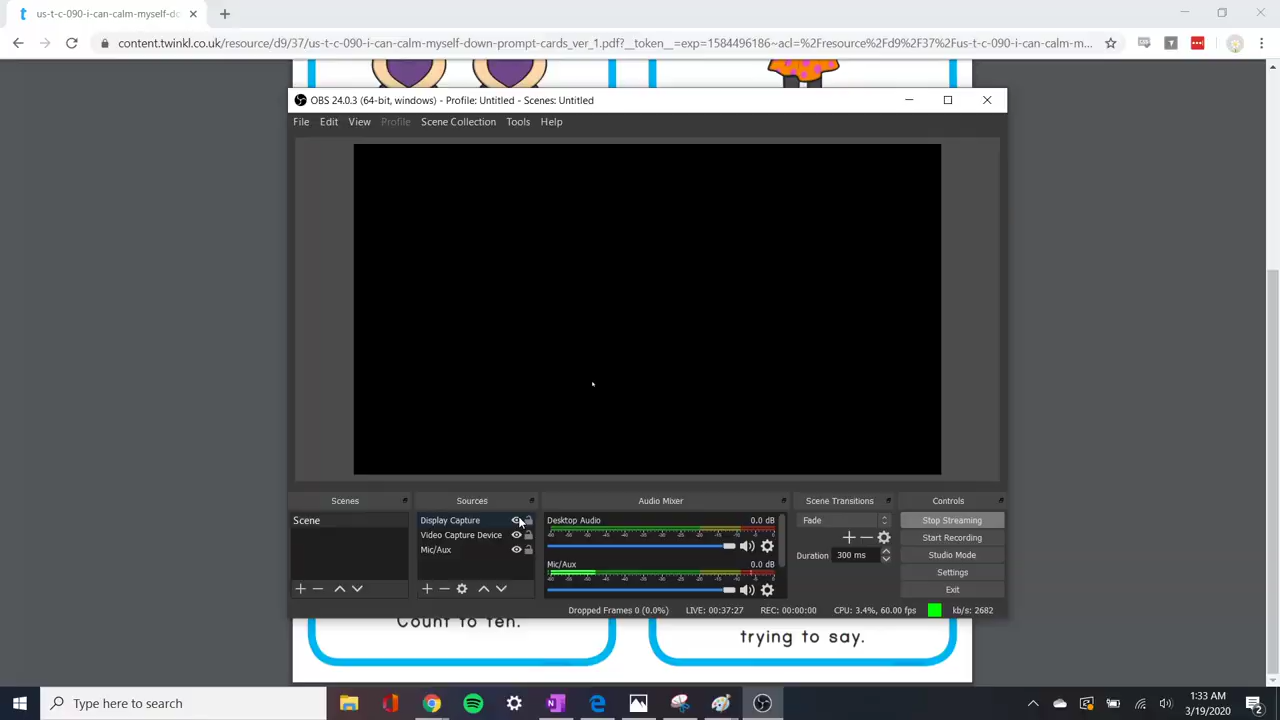 us-t-c-090-i-can-calm-myself-do
content.twinkl.co.uk/resource/d9/37/us-t-c-090-i-can-calm-myself-down-prompt-cards_ver_1.pdf?__token__=exp=1584496186~acl=%2Fresource%2Fd9%2F37%2Fus-t-c-090-i-can-calm-m...
OBS 24.0.3 (64-bit, windows) - Profile: Untitled - Scenes: Untitled
File Edit View Profile Scene Collection Tools Help
Scenes Sources Audio Mixer Scene Transitions Controls
Scene Display Capture Desktop Audio 0.0 dB Fade Stop Streaming
Video Capture Device Start Recording
Mic/Aux Duration 300 ms Studio Mode
Mic/Aux 0.0 dB Settings
Exit
Dropped Frames 0 (0.0%) LIVE: 00:37:27 REC: 00:00:00 CPU: 3.4%, 60.00 fps kb/s: 2682
Count to ten.
trying to say.
Type here to search
1:33 AM
3/19/2020
2